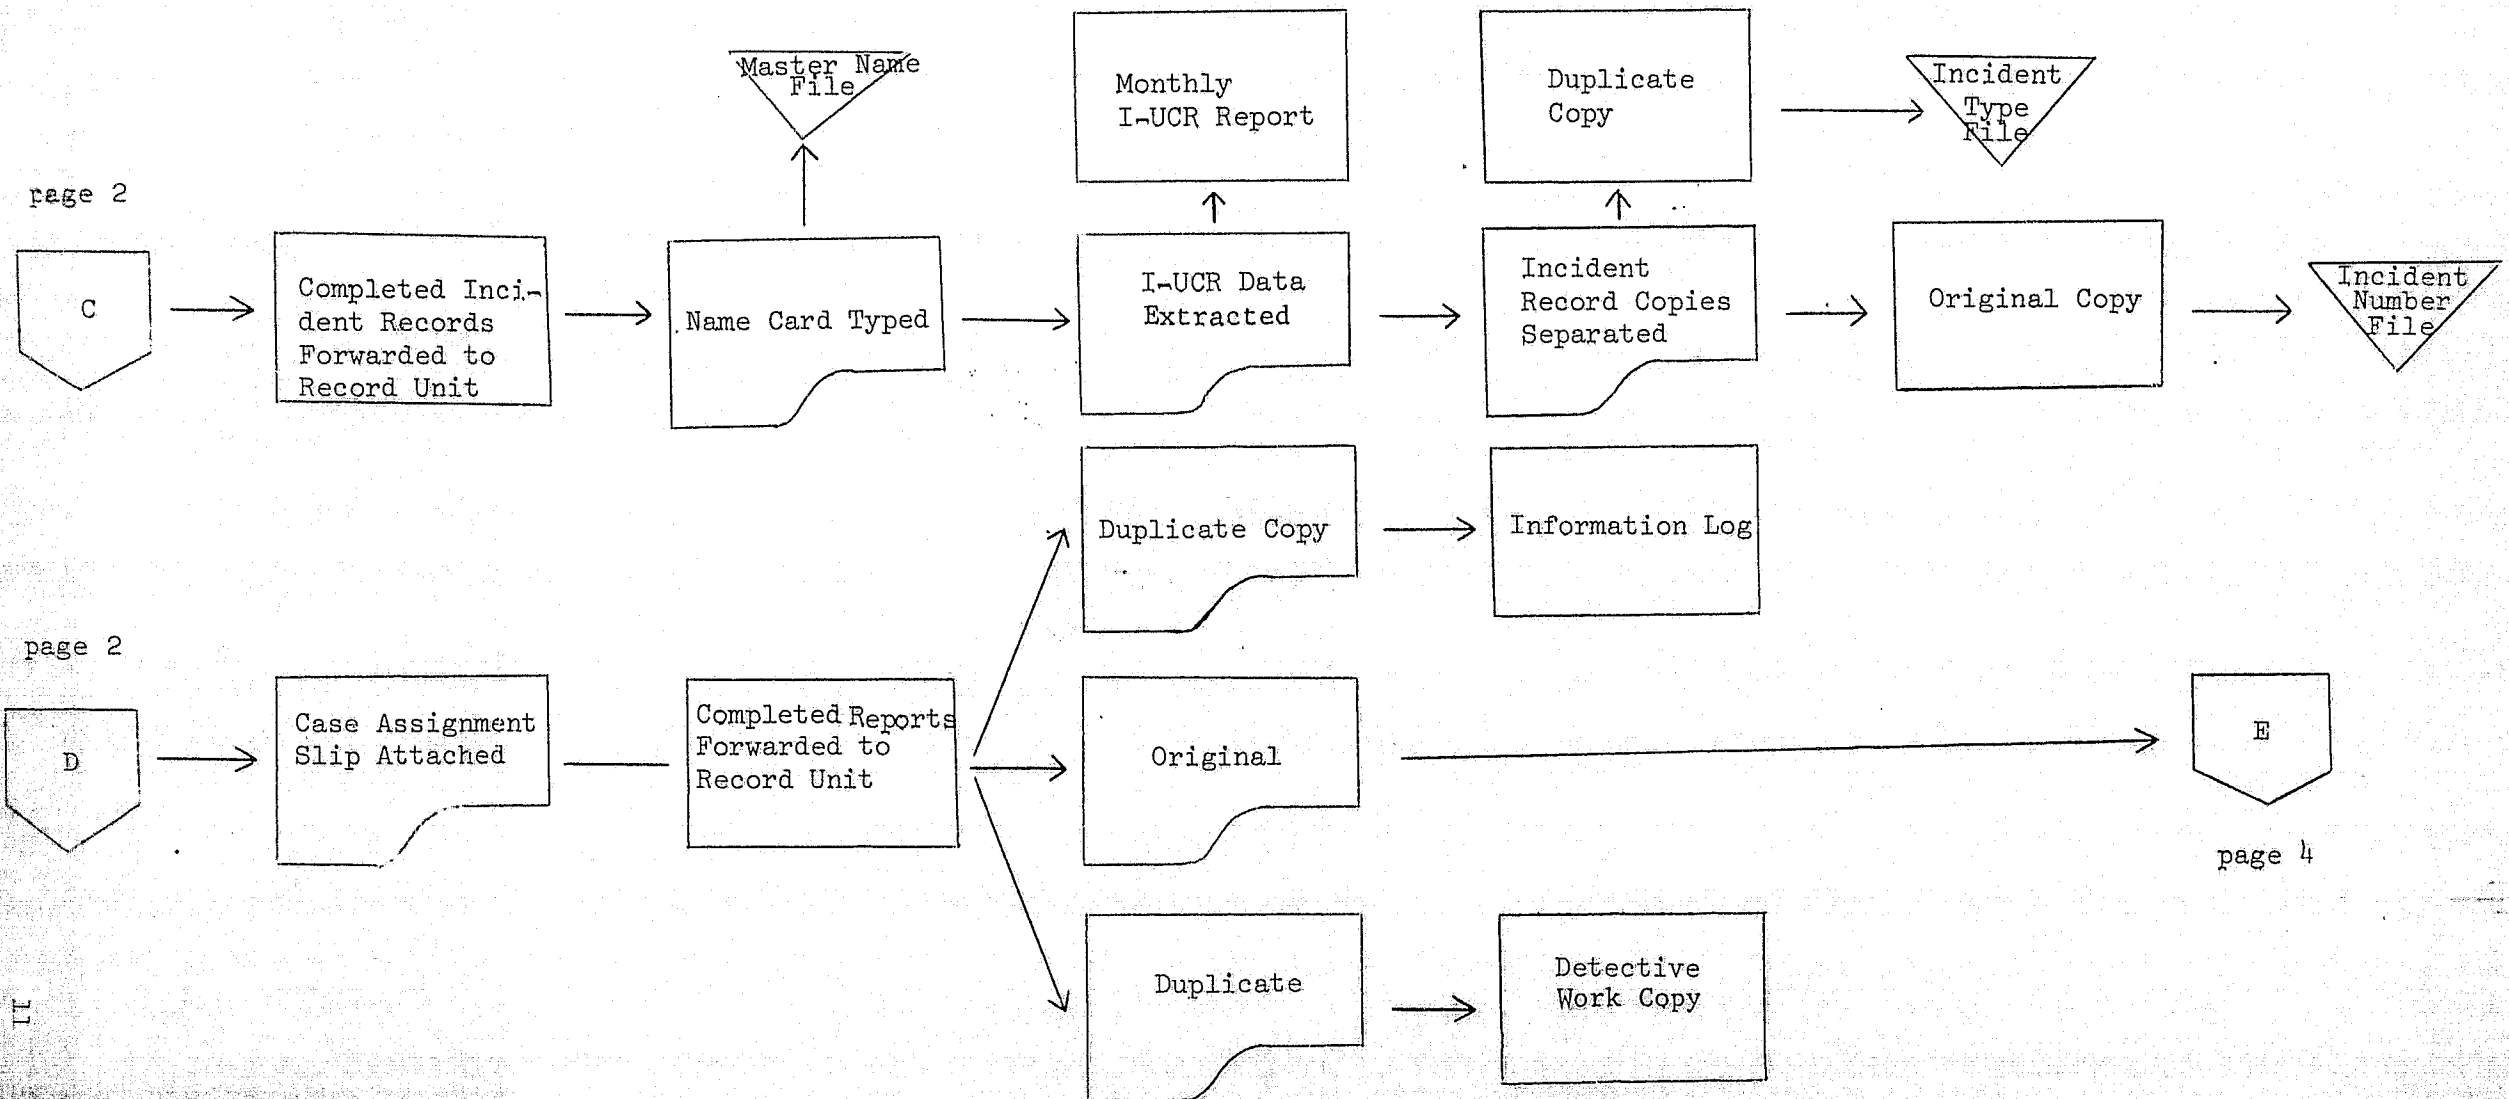 Master Name
File
Monthly
I-UCR Report
Duplicate
Copy
Incident
Type
File
page 2
C
Completed Inci-
dent Records
Forwarded to
Record Unit
Name Card Typed
I-UCR Data
Extracted
Incident
Record Copies
Separated
Original Copy
Incident
Number
File
Duplicate Copy
Information Log
page 2
D
Case Assignment
Slip Attached
Completed Reports
Forwarded to
Record Unit
Original
E
page 4
Duplicate
Detective
Work Copy
11